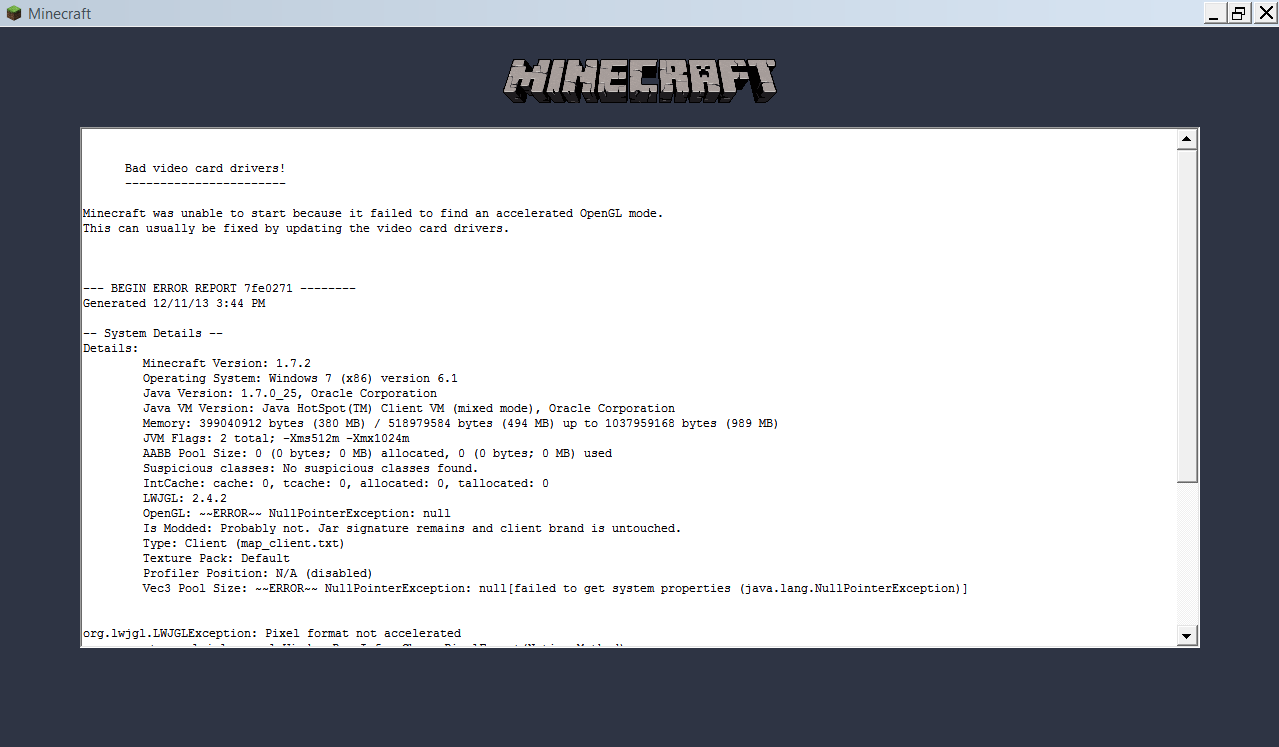 Minecraft
MINECRAFT
Bad video card drivers!
-----------------------
Minecraft was unable to start because it failed to find an accelerated OpenGL mode.
This can usually be fixed by updating the video card drivers.
--- BEGIN ERROR REPORT 7fe0271 --------
Generated 12/11/13 3:44 PM
-- System Details --
Details:
Minecraft Version: 1.7.2
Operating System: Windows 7 (x86) version 6.1
Java Version: 1.7.0_25, Oracle Corporation
Java VM Version: Java HotSpot(TM) Client VM (mixed mode), Oracle Corporation
Memory: 399040912 bytes (380 MB) / 518979584 bytes (494 MB) up to 1037959168 bytes (989 MB)
JVM Flags: 2 total; -Xms512m -Xmx1024m
AABB Pool Size: 0 (0 bytes; 0 MB) allocated, 0 (0 bytes; 0 MB) used
Suspicious classes: No suspicious classes found.
IntCache: cache: 0, tcache: 0, allocated: 0, tallocated: 0
LWJGL: 2.4.2
OpenGL: ~~ERROR~~ NullPointerException: null
Is Modded: Probably not. Jar signature remains and client brand is untouched.
Type: Client (map_client.txt)
Texture Pack: Default
Profiler Position: N/A (disabled)
Vec3 Pool Size: ~~ERROR~~ NullPointerException: null[failed to get system properties (java.lang.NullPointerException)]
org.lwjgl.LWJGLException: Pixel format not accelerated